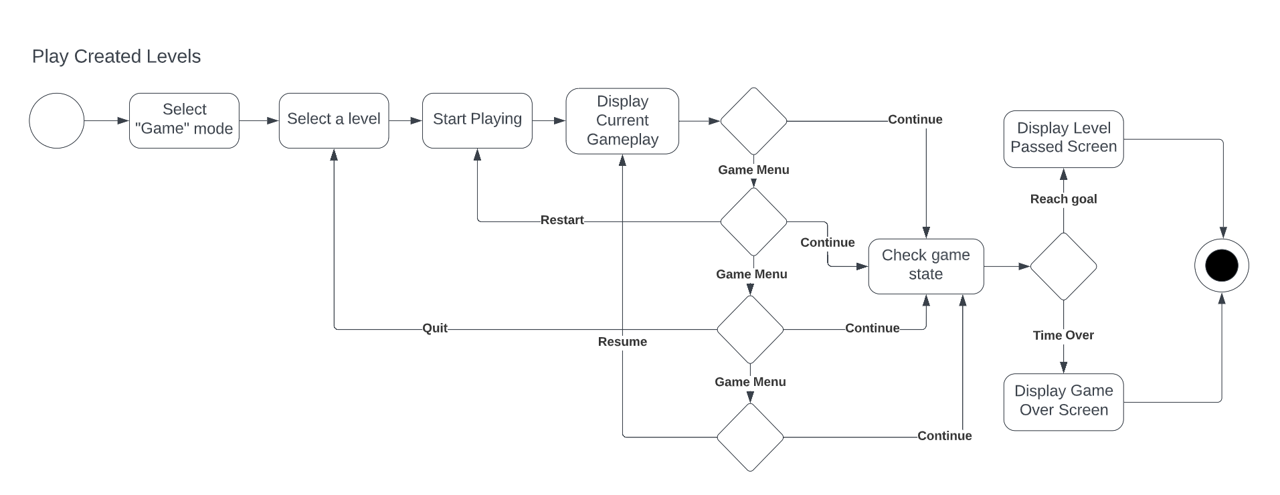 Play Created Levels
Select
"Game" mode
Select a level
Start Playing
Display
Current
Gameplay
Continue
Game Menu
Restart
Continue
Game Menu
Quit
Resume
Continue
Game Menu
Continue
Check game
state
Display Level
Passed Screen
Reach goal
Time Over
Display Game
Over Screen